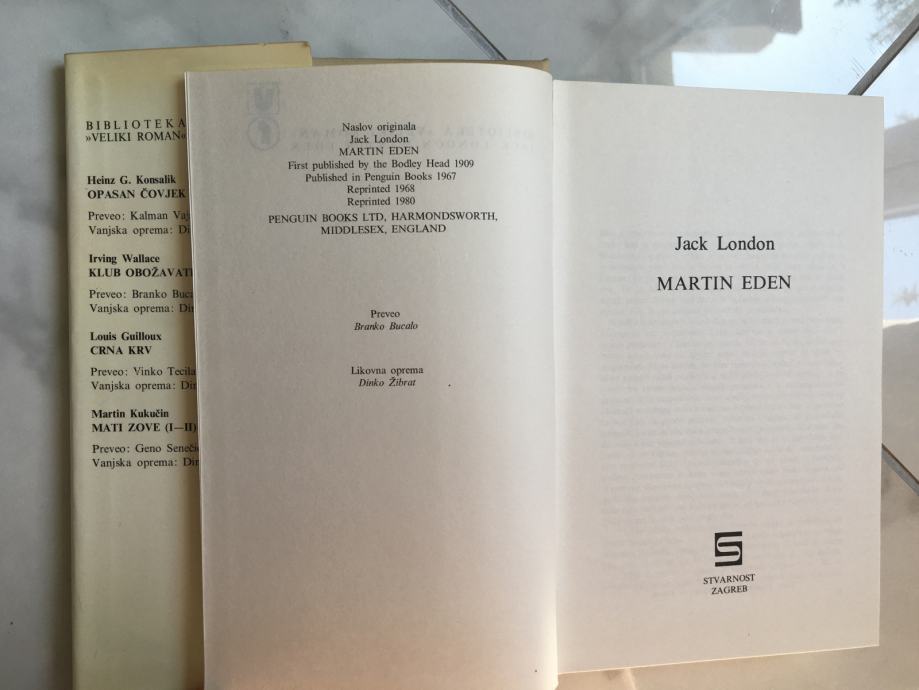 BIBLIOTEKA
»VELIKI ROMAN«
Heinz G. Konsalik
OPASAN ČOVJEK
Preveo: Kalman
Vanjska oprema:
Irving Wallace
KLUB
Preveo: Branko
Vanjska oprema:
Louis Guilloux
CRNA KRV
Preveo: Vinko Tecila
Vanjska oprema:
Martin Kukučin
MATI ZOVE (I—II)
Preveo: Geno
Vanjska oprema:
Naslov originala
Jack London
MARTIN EDEN
First published by the Bodley Head 1909
Published in Penguin Books 1967
Reprinted 1968
Reprinted 1980
PENGUIN BOOKS LTD, HARMONDSWORTH,
MIDDLESEX, ENGLAND
Preveo
Branko Bucalo
Likovna oprema
Dinko Žibrat
Jack London
MARTIN EDEN
STVARNOST
ZAGREB